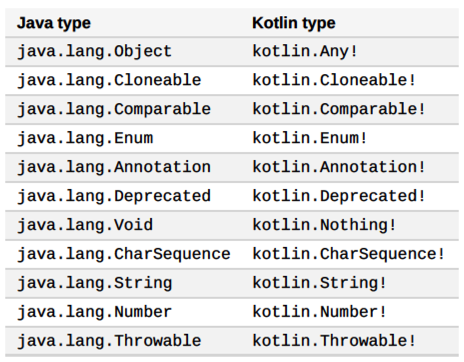 Java type Kotlin type
java.lang.Object kotlin.Any!
java.lang.Cloneable kotlin.Cloneable!
java.lang.Comparable kotlin.Comparable!
java.lang.Enum kotlin.Enum!
java.lang.Annotation kotlin.Annotation!
java.lang.Deprecated kotlin.Deprecated!
java.lang.Void kotlin.Nothing!
java.lang.CharSequence kotlin.CharSequence!
java.lang.String kotlin.String!
java.lang.Number kotlin.Number!
java.lang.Throwable kotlin.Throwable!